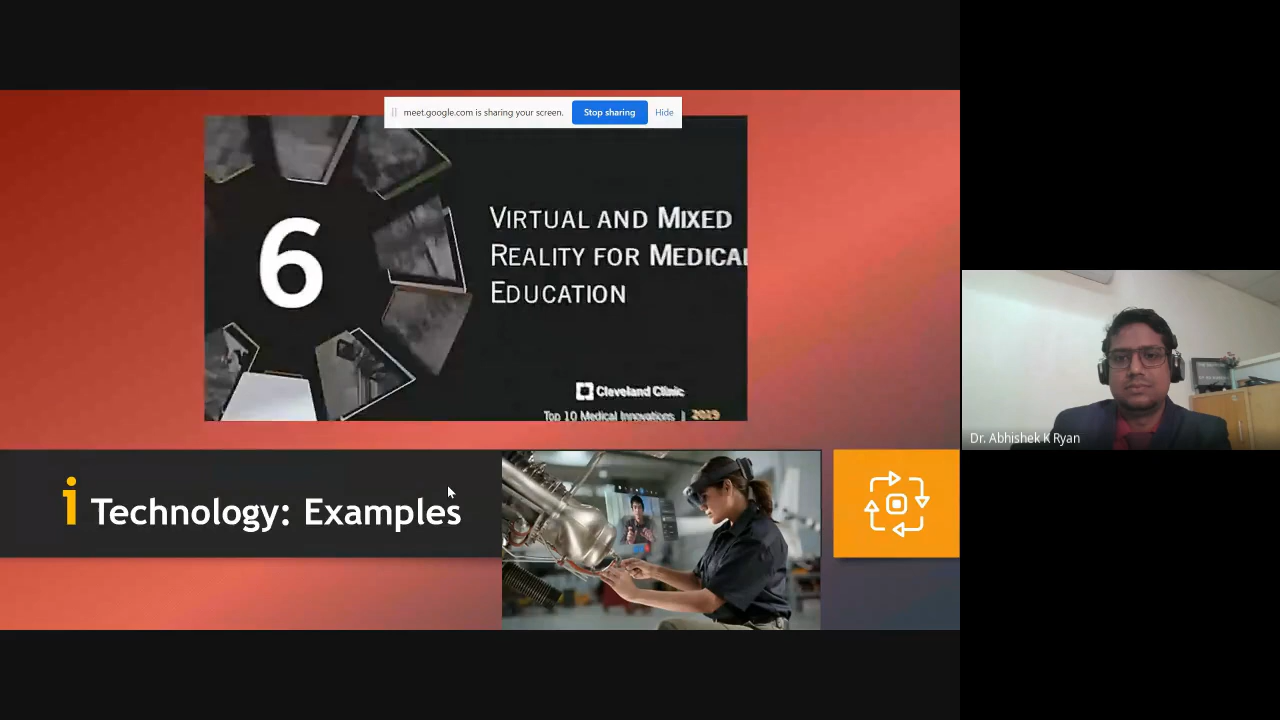 meet.google.com is sharing your screen. Stop sharing Hide
6
VIRTUAL AND MIXED
REALITY FOR MEDICAL
EDUCATION
Cleveland Clinic
Top 10 Medical Innovations | 2019
i Technology: Examples
Dr. Abhishek K Ryan